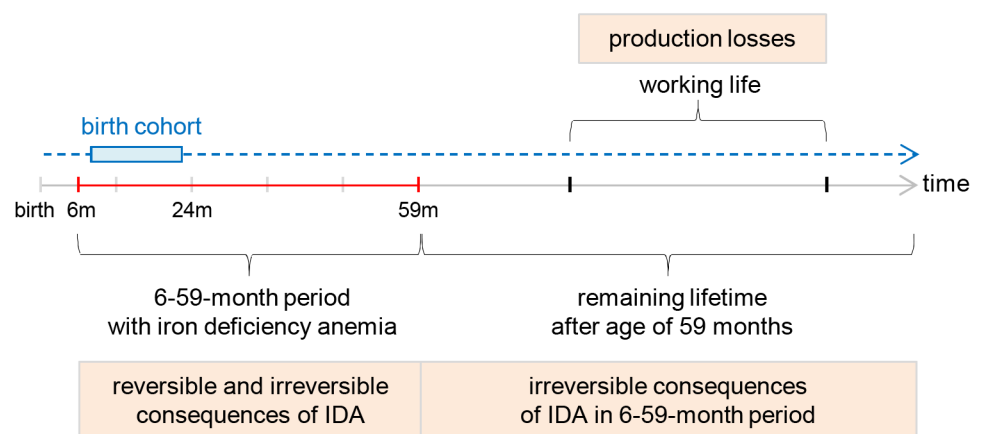 production losses
working life
birth cohort
time
birth 6m 24m 59m
6-59-month period
with iron deficiency anemia
remaining lifetime
after age of 59 months
reversible and irreversible
consequences of IDA
irreversible consequences
of IDA in 6-59-month period